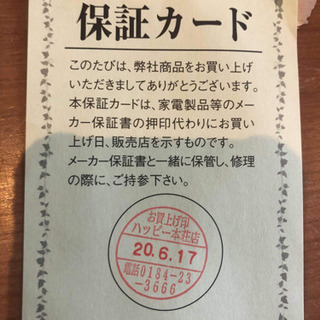 保証カード
このたびは、弊社商品をお買い上げ
いただきましてありがとうございます。
本保証カードは、家電製品等のメー
カー保証書の押印代わりにお買い
上げ日、販売店を示すものです。
メーカー保証書と一緒に保管し、修理
の際に、ご持参下さい。
お買上げ印
ハッピー本荘店
20.6.17
電話0184-23
-3666